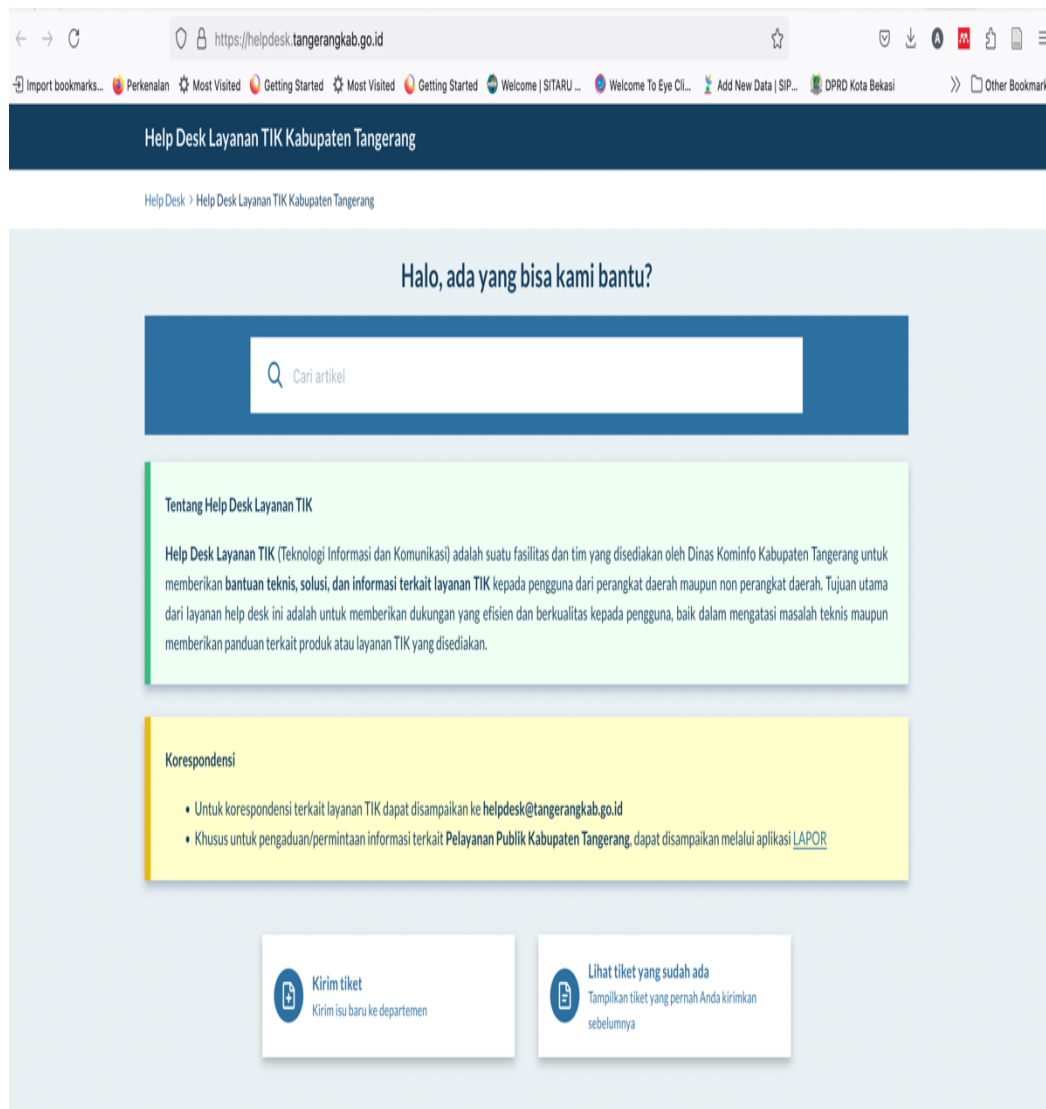 https://helpdesk.tangerangkab.go.id
Import bookmarks... Perkenalan Most Visited Getting Started Most Visited Getting Started Welcome | SITARU ... Welcome To Eye Cli... Add New Data | SIP... DPRD Kota Bekasi Other Bookmark
Help Desk Layanan TIK Kabupaten Tangerang
Help Desk > Help Desk Layanan TIK Kabupaten Tangerang
Halo, ada yang bisa kami bantu?
Cari artikel
Tentang Help Desk Layanan TIK
Help Desk Layanan TIK (Teknologi Informasi dan Komunikasi) adalah suatu fasilitas dan tim yang disediakan oleh Dinas Kominfo Kabupaten Tangerang untuk
memberikan bantuan teknis, solusi, dan informasi terkait layanan TIK kepada pengguna dari perangkat daerah maupun non perangkat daerah. Tujuan utama
dari layanan help desk ini adalah untuk memberikan dukungan yang efisien dan berkualitas kepada pengguna, baik dalam mengatasi masalah teknis maupun
memberikan panduan terkait produk atau layanan TIK yang disediakan.
Korespondensi
• Untuk korespondensi terkait layanan TIK dapat disampaikan ke helpdesk@tangerangkab.go.id
• Khusus untuk pengaduan/permintaan informasi terkait Pelayanan Publik Kabupaten Tangerang, dapat disampaikan melalui aplikasi LAPOR
Kirim tiket
Kirim isu baru ke departemen
Lihat tiket yang sudah ada
Tampilkan tiket yang pernah Anda kirimkan
sebelumnya